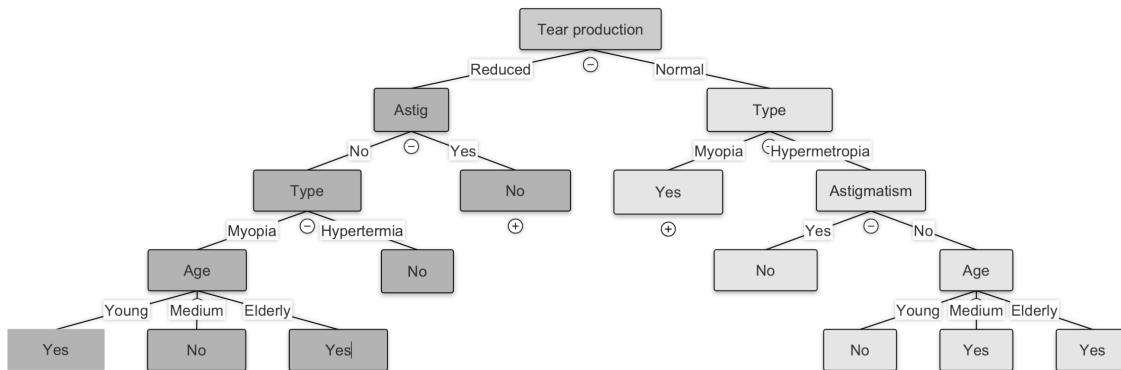 Tear production
Reduced Normal
Astig Type
No Yes Myopia Hypermetropia
Type No Yes Astigmatism
Myopia Hypertermia Yes No
Age No No Age
Young Medium Elderly Young Medium Elderly
Yes No Yes No Yes Yes